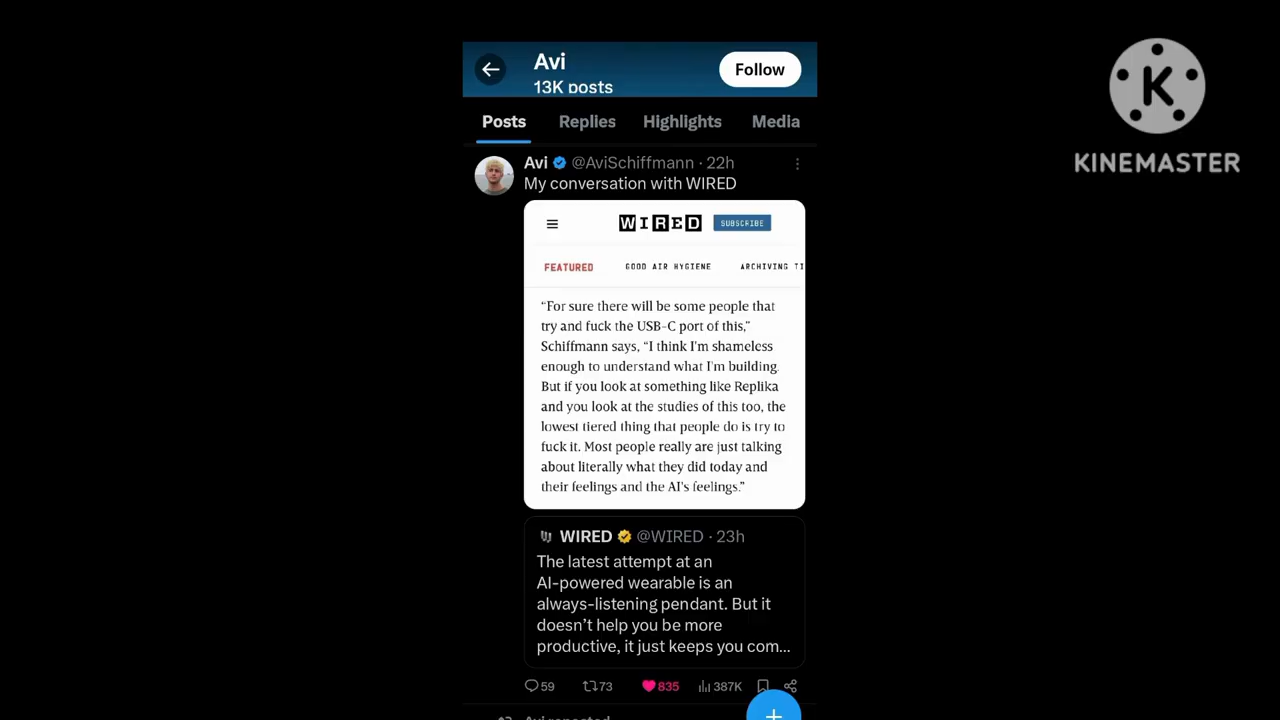 Avi
13K posts
Follow
Posts Replies Highlights Media
Avi @AviSchiffmann · 22h
My conversation with WIRED
WIRED SUBSCRIBE
FEATURED GOOD AIR HYGIENE ARCHIVING TI
“For sure there will be some people that
try and fuck the USB-C port of this,”
Schiffmann says, “I think I'm shameless
enough to understand what I'm building.
But if you look at something like Replika
and you look at the studies of this too, the
lowest tiered thing that people do is try to
fuck it. Most people really are just talking
about literally what they did today and
their feelings and the AI's feelings.”
WIRED @WIRED · 23h
The latest attempt at an
AI-powered wearable is an
always-listening pendant. But it
doesn't help you be more
productive, it just keeps you com...
59 73 835 387K
Avi reposted
K
KINEMASTER